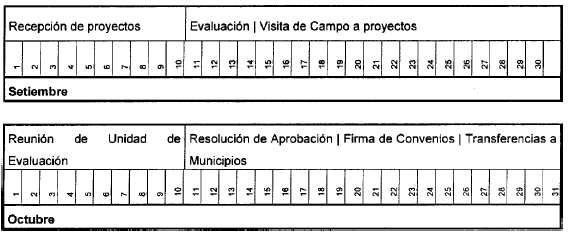 Recepción de proyectos Evaluación | Visita de Campo a proyectos
1 2 3 4 5 6 7 8 9 10 11 12 13 14 15 16 17 18 19 20 21 22 23 24 25 26 27 28 29 30
Setiembre
Reunión de Unidad de Evaluación
Resolución de Aprobación | Firma de Convenios | Transferencias a Municipios
1 2 3 4 5 6 7 8 9 10 11 12 13 14 15 16 17 18 19 20 21 22 23 24 25 26 27 28 29 30 31
Octubre